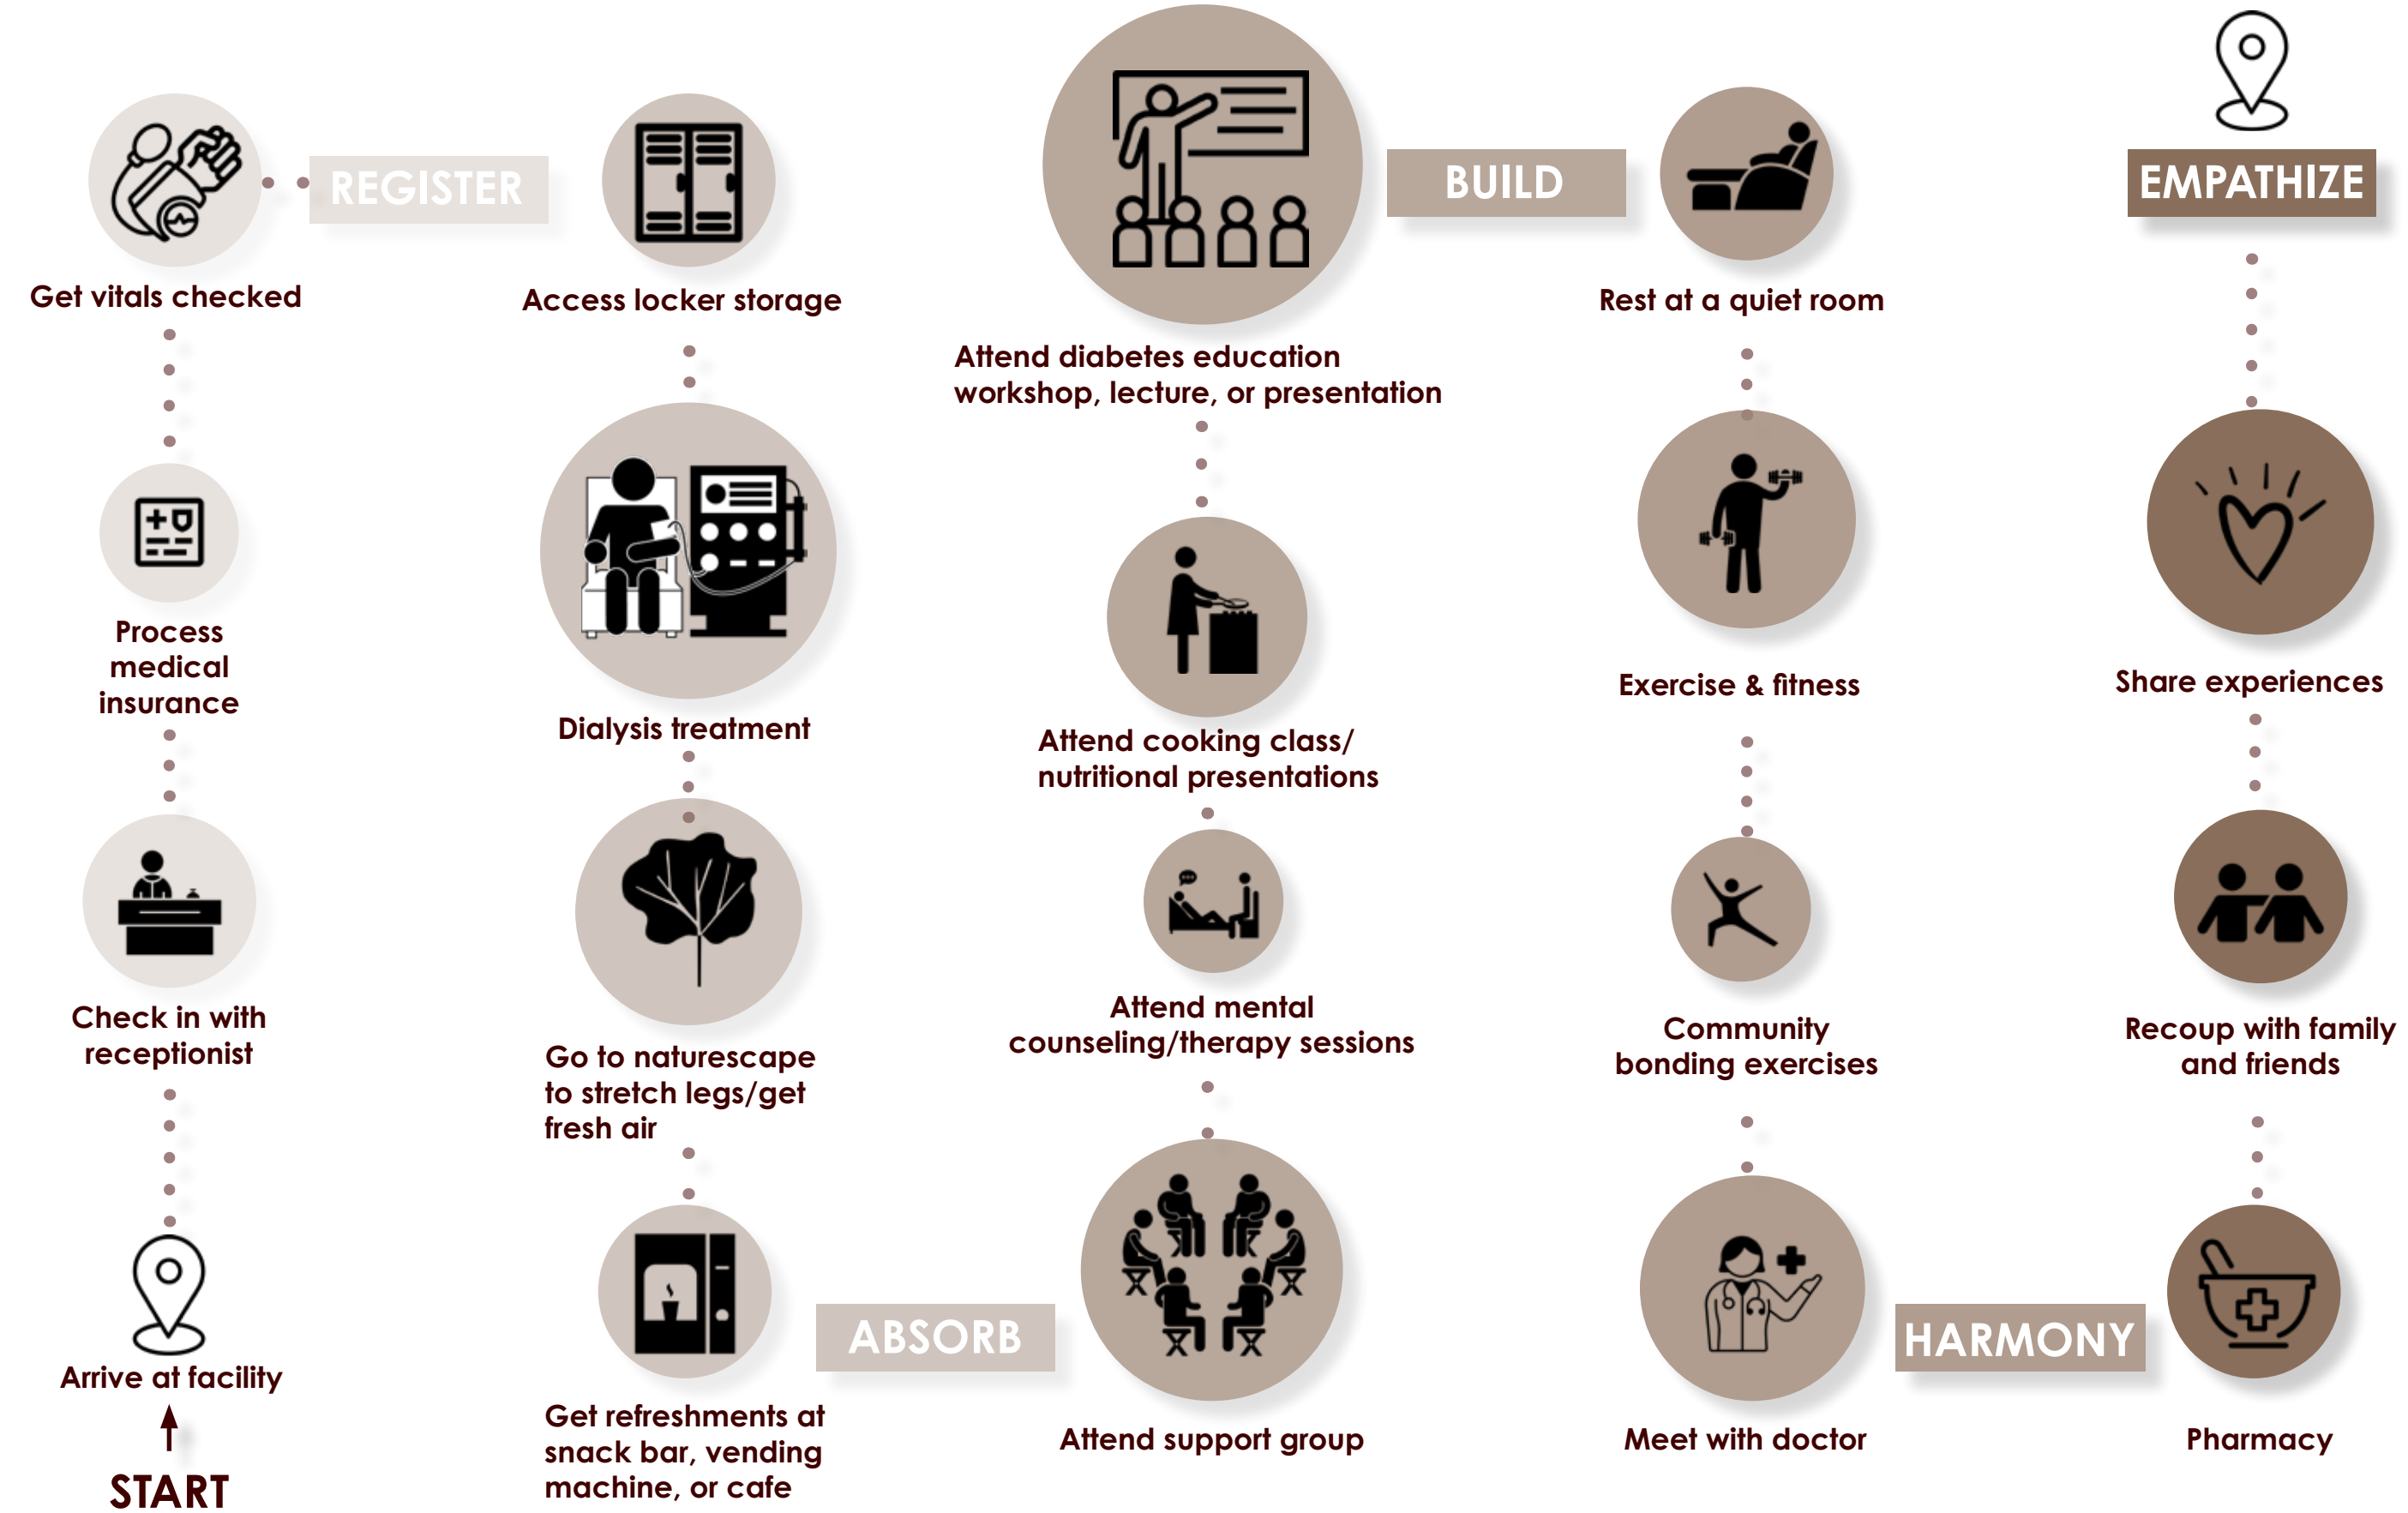 START
Arrive at facility
Check in with
receptionist
Process
medical
insurance
Get vitals checked
REGISTER
Access locker storage
Dialysis treatment
Go to naturescape
to stretch legs/get
fresh air
Get refreshments at
snack bar, vending
machine, or cafe
ABSORB
Attend support group
Attend mental
counseling/therapy sessions
Attend cooking class/
nutritional presentations
Attend diabetes education
workshop, lecture, or presentation
BUILD
Rest at a quiet room
Exercise & fitness
Community
bonding exercises
Meet with doctor
HARMONY
Pharmacy
Recoup with family
and friends
Share experiences
EMPATHIZE